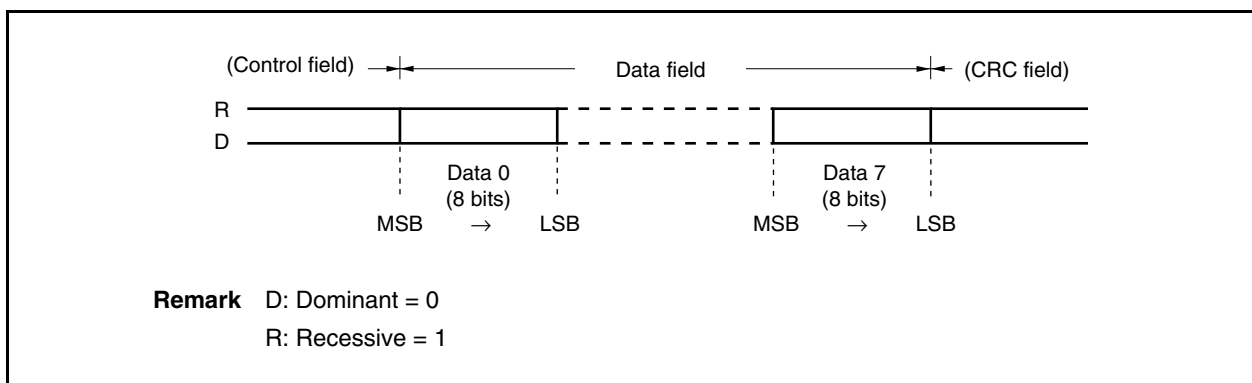 (Control field) Data field (CRC field)
R
D
Data 0 Data 7
(8 bits) (8 bits)
MSB → LSB MSB → LSB
Remark D: Dominant = 0
R: Recessive = 1